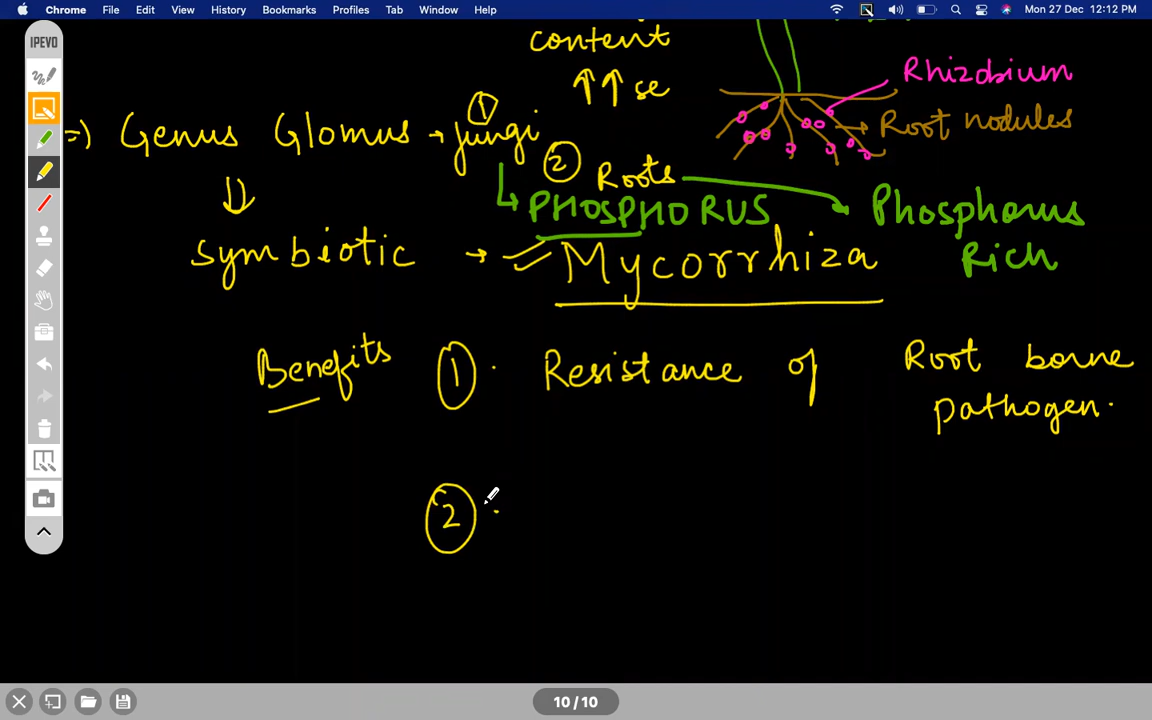 Chrome File Edit View History Bookmarks Profiles Tab Window Help Mon 27 Dec 12:12 PM
IPEVO
content
↑↑ se
Rhizobium
Root nodules
=) Genus Glomus → fungi ①
② Roots
↳ PHOSPHORUS
Phosphorus
Rich
symbiotic → Mycorrhiza
Benefits ① · Resistance of Root borne
pathogen.
② :
10/10